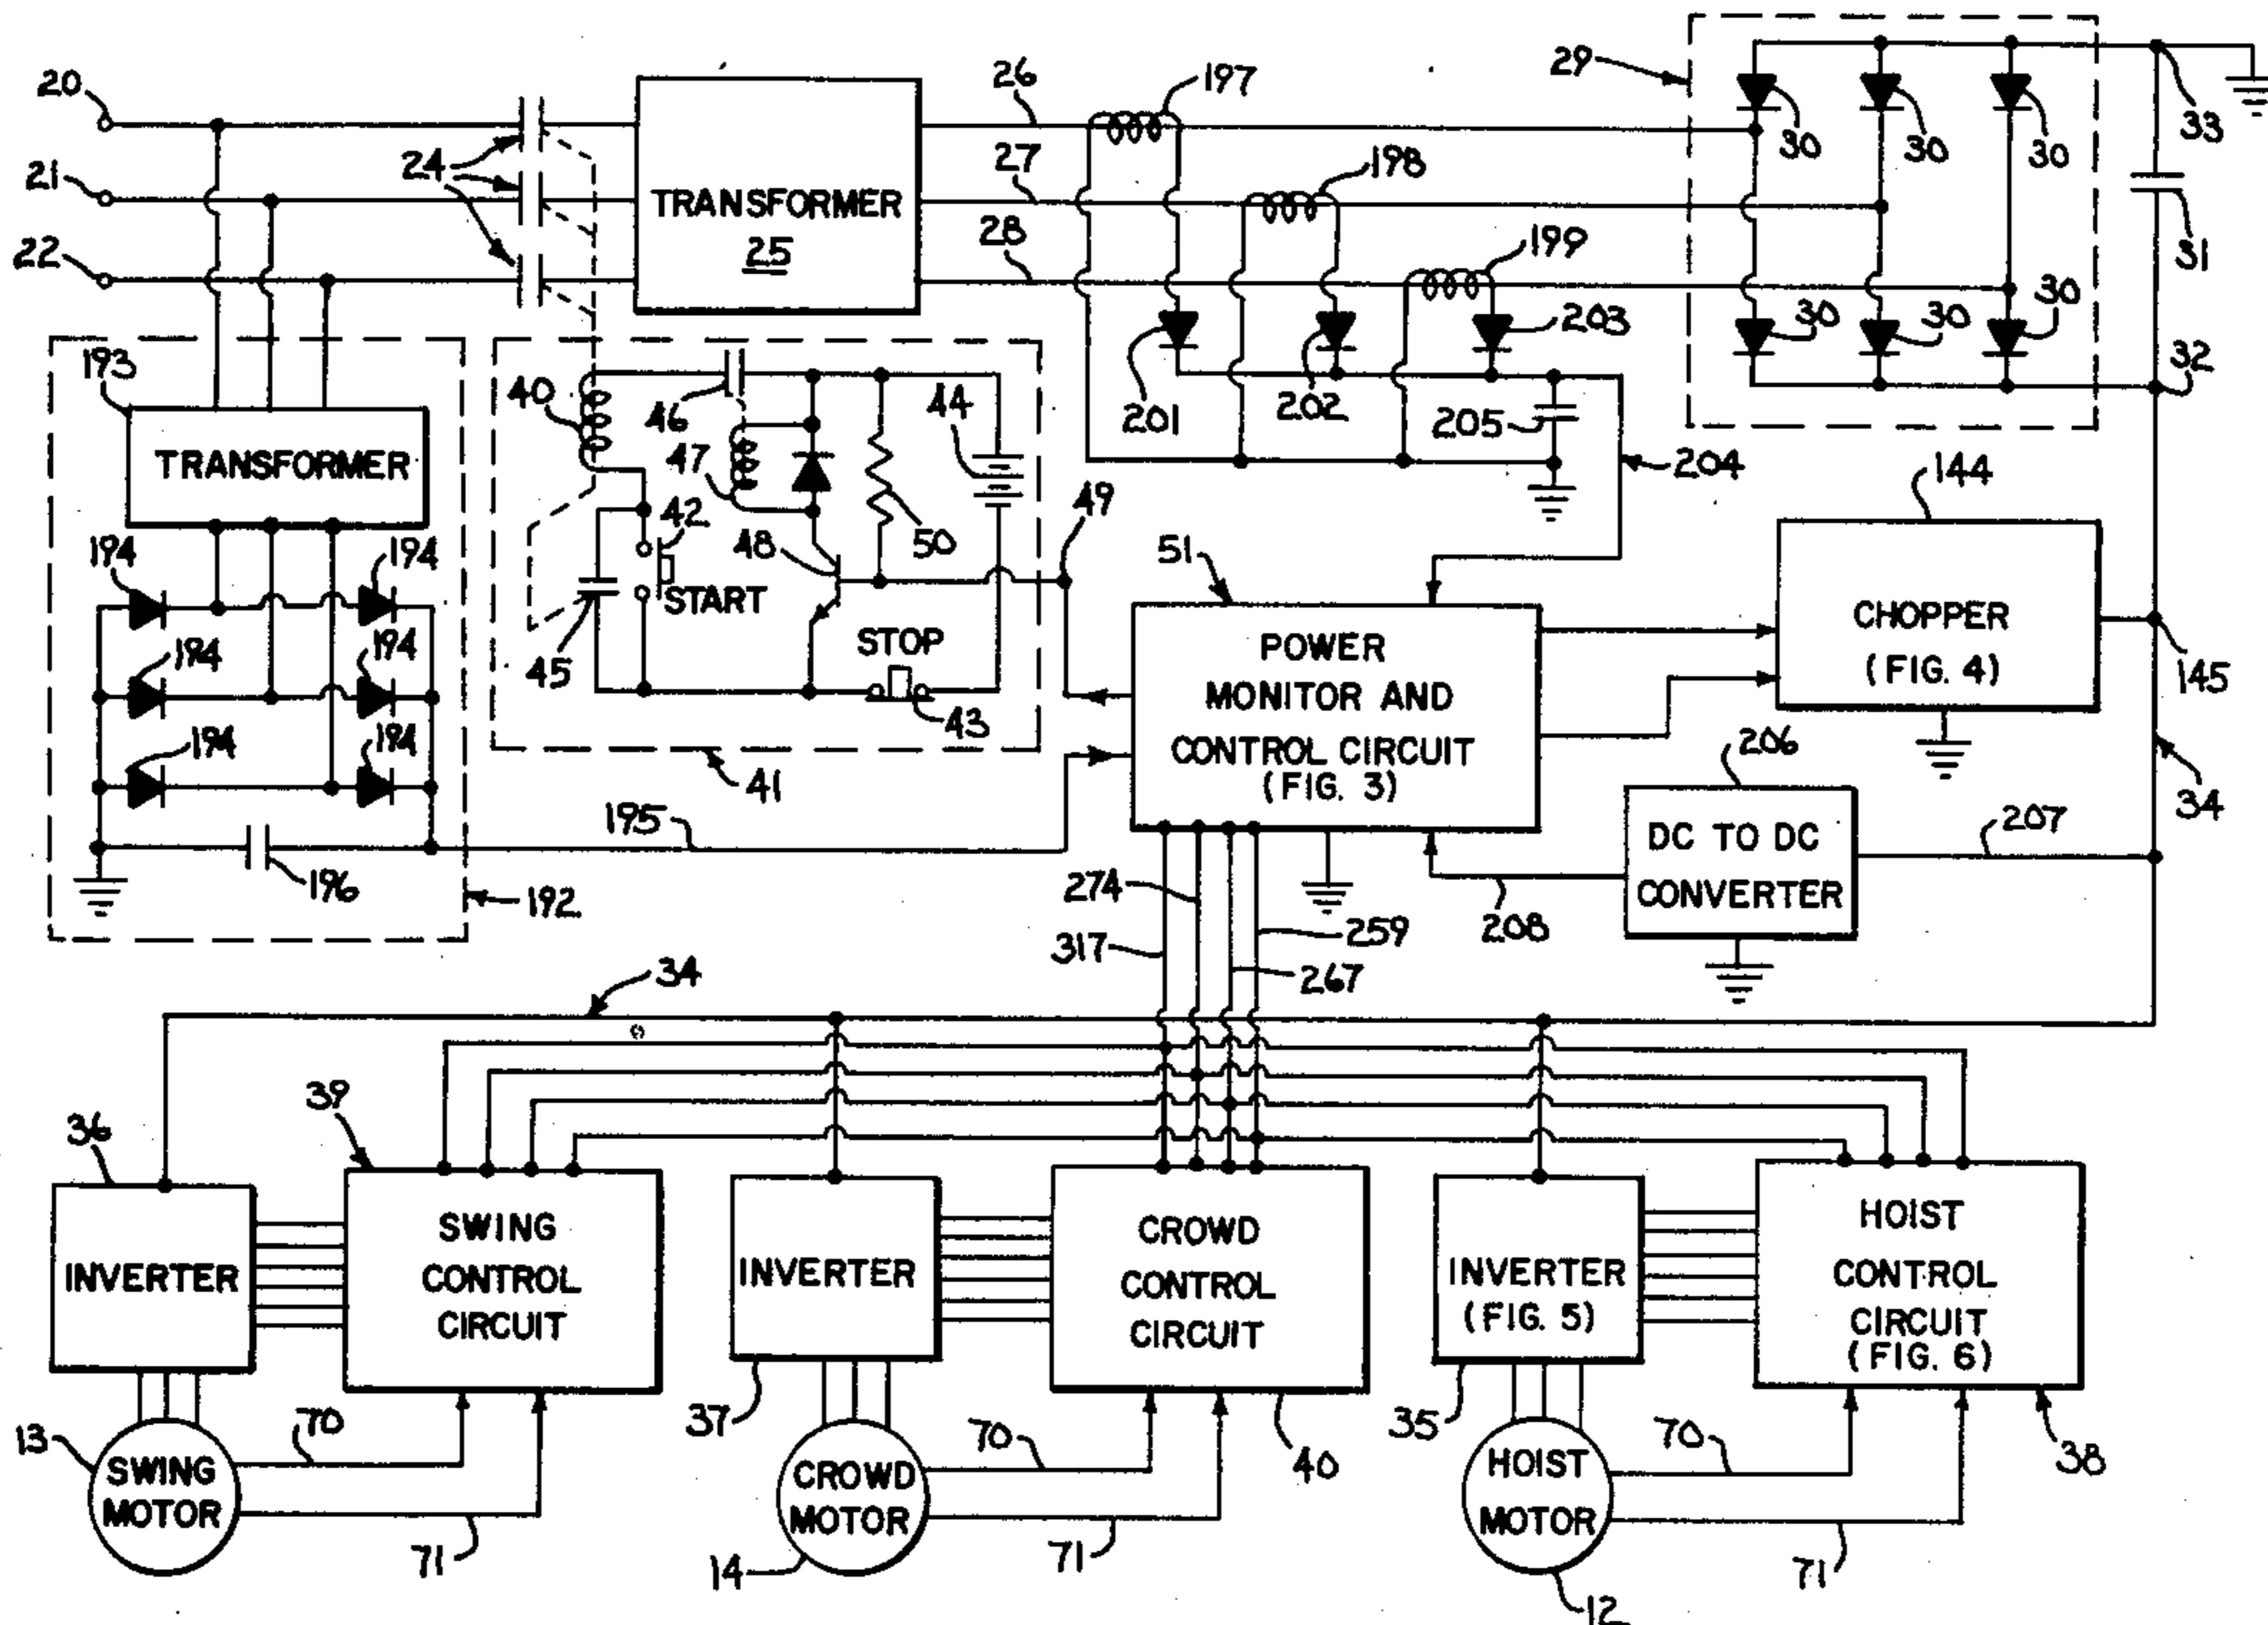 20
21
22
24
TRANSFORMER
25
26
27
28
197
198
199
29
30
30
30
30
30
30
33
31
32
201
202
203
205
204
193
TRANSFORMER
194
194
194
194
194
194
196
192
195
40
46
47
44
42
48
50
START
45
STOP
43
41
49
51
POWER
MONITOR AND
CONTROL CIRCUIT
(FIG. 3)
144
CHOPPER
(FIG. 4)
145
34
206
DC TO DC
CONVERTER
207
208
274
317
259
267
34
36
INVERTER
39
SWING
CONTROL
CIRCUIT
INVERTER
37
CROWD
CONTROL
CIRCUIT
40
INVERTER
(FIG. 5)
35
HOIST
CONTROL
CIRCUIT
(FIG. 6)
38
13
SWING
MOTOR
70
71
14
CROWD
MOTOR
70
71
HOIST
MOTOR
12
70
71